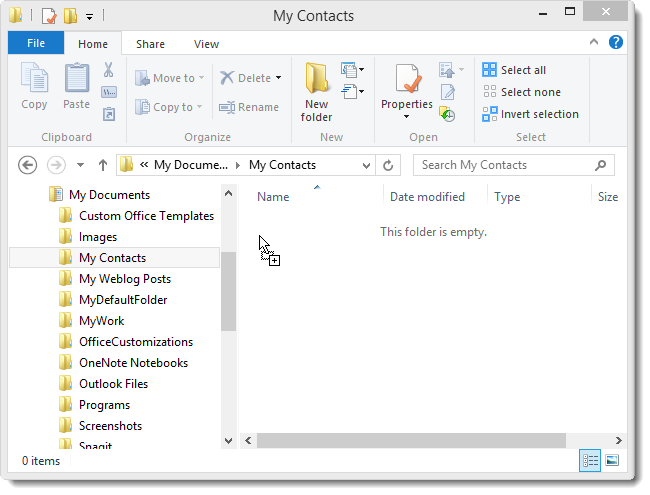 My Contacts
File Home Share View
Copy
Paste
Move to
Copy to
Delete
Rename
New folder
Properties
Select all
Select none
Invert selection
Clipboard Organize New Open Select
« My Docume... My Contacts
Search My Contacts
My Documents
Custom Office Templates
Images
My Contacts
My Weblog Posts
MyDefaultFolder
MyWork
OfficeCustomizations
OneNote Notebooks
Outlook Files
Programs
Screenshots
Snagit
Name Date modified Type Size
This folder is empty.
0 items